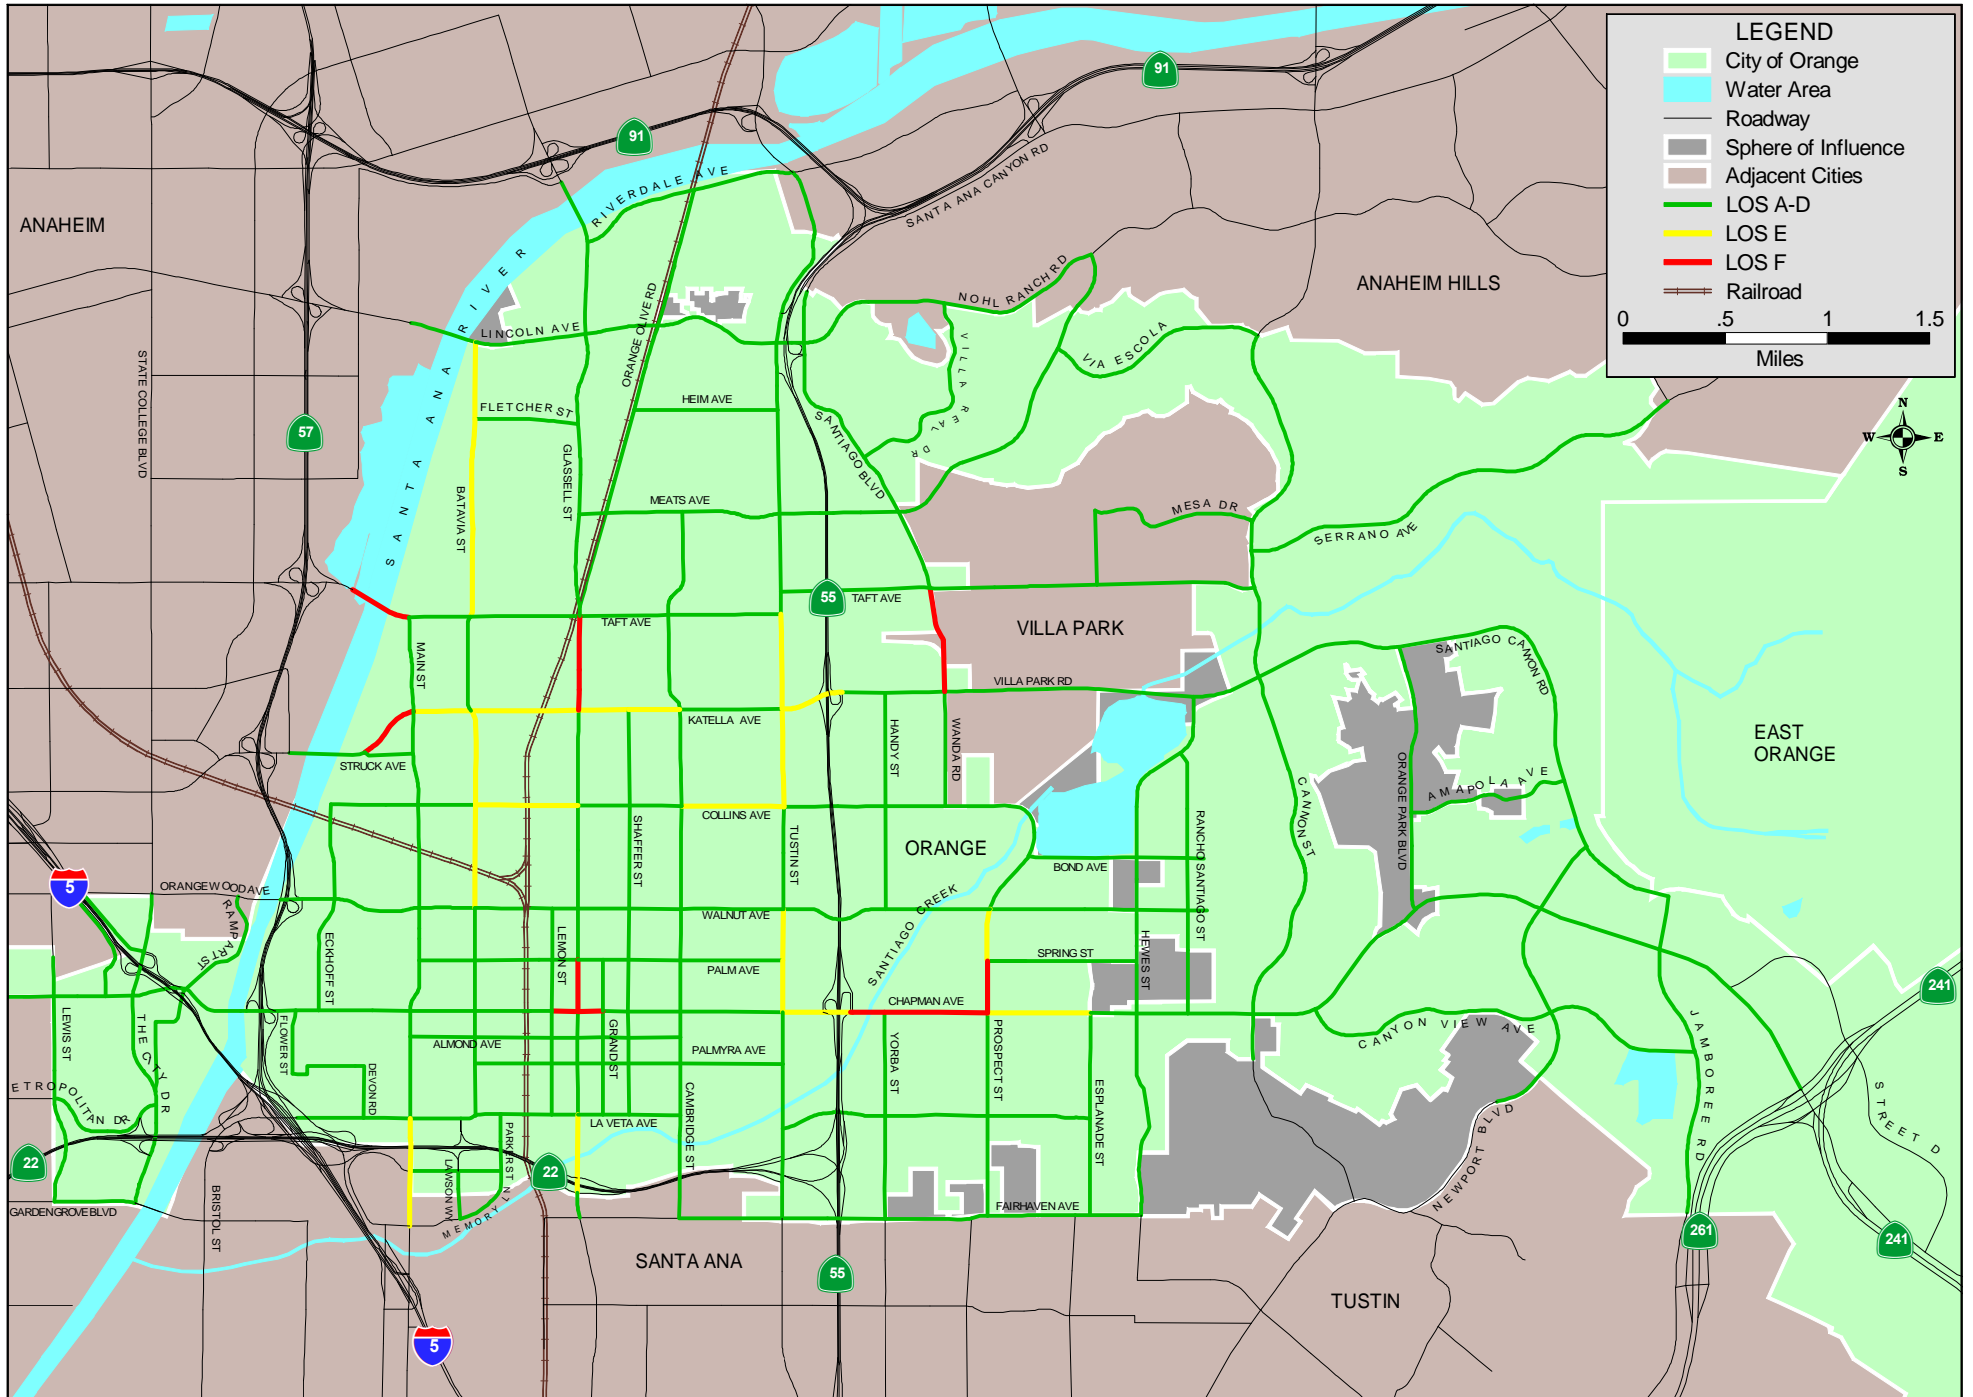 LEGEND
City of Orange
Water Area
Roadway
Sphere of Influence
Adjacent Cities
LOS A-D
LOS E
LOS F
Railroad
0 .5 1 1.5
Miles
N
W E
S
91
91
ANAHEIM
SANTA ANA RIVER
RIVERDALE AVE
SANTA ANA CANYON RD
ANAHEIM HILLS
NOHL RANCH RD
ORANGE OLIVE RD
LINCOLN AVE
VIA ESCOLA
VILLA REAL DR
STATE COLLEGE BLVD
57
FLETCHER ST
HEIM AVE
SANTIAGO BLVD
GLASSELL ST
BATAVIA ST
MEATS AVE
MESA DR
SERRANO AVE
55
TAFT AVE
TAFT AVE
VILLA PARK
MAIN ST
SANTIAGO CANYON RD
VILLA PARK RD
KATELLA AVE
HANDY ST
WANDA RD
EAST
ORANGE
STRUCK AVE
ORANGE PARK BLVD
AMAPOLA AVE
CANNON ST
COLLINS AVE
SHAFFER ST
TUSTIN ST
ORANGE
RANCHO SANTIAGO ST
BOND AVE
5
ORANGEWOOD AVE
RAMPART ST
SANTIAGO CREEK
WALNUT AVE
ECKHOFF ST
LEMON ST
HEWES ST
SPRING ST
PALM AVE
241
CHAPMAN AVE
LEWIS ST
THE CITY DR
FLOWER ST
GRAND ST
YORBA ST
PROSPECT ST
CANYON VIEW AVE
JAMBOREE RD
ALMOND AVE
PALMYRA AVE
DEVON RD
ETROPOLITAN DR
CAMBRIDGE ST
ESPLANADE ST
STREET D
LA VETA AVE
PARKER ST
NEWPORT BLVD
22
22
LAWSON WY
MEMORY LN
GARDEN GROVE BLVD
BRISTOL ST
FAIRHAVEN AVE
261
241
SANTA ANA
55
TUSTIN
5